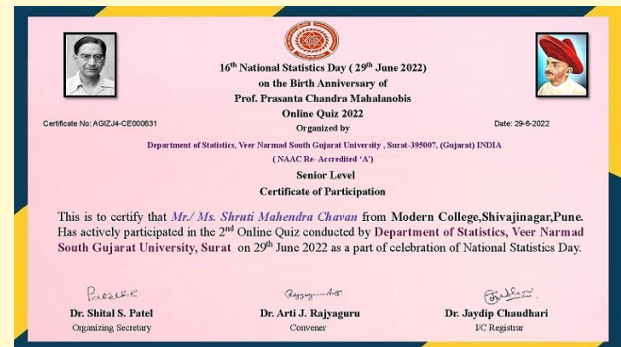 16th National Statistics Day ( 29th June 2022)
on the Birth Anniversary of
Prof. Prasanta Chandra Mahalanobis
Online Quiz 2022
Organized by
Certificate No: AGIZJ4-CE000631
Date: 29-6-2022
Department of Statistics, Veer Narmad South Gujarat University , Surat-395007, (Gujarat) INDIA
( NAAC Re- Accredited ‘A’)
Senior Level
Certificate of Participation
This is to certify that Mr./ Ms. Shruti Mahendra Chavan from Modern College,Shivajinagar,Pune.
Has actively participated in the 2nd Online Quiz conducted by Department of Statistics, Veer Narmad
South Gujarat University, Surat on 29th June 2022 as a part of celebration of National Statistics Day.
Dr. Shital S. Patel
Dr. Arti J. Rajyaguru
Dr. Jaydip Chaudhari
Organizing Secretary
Convener
I/C Registrar